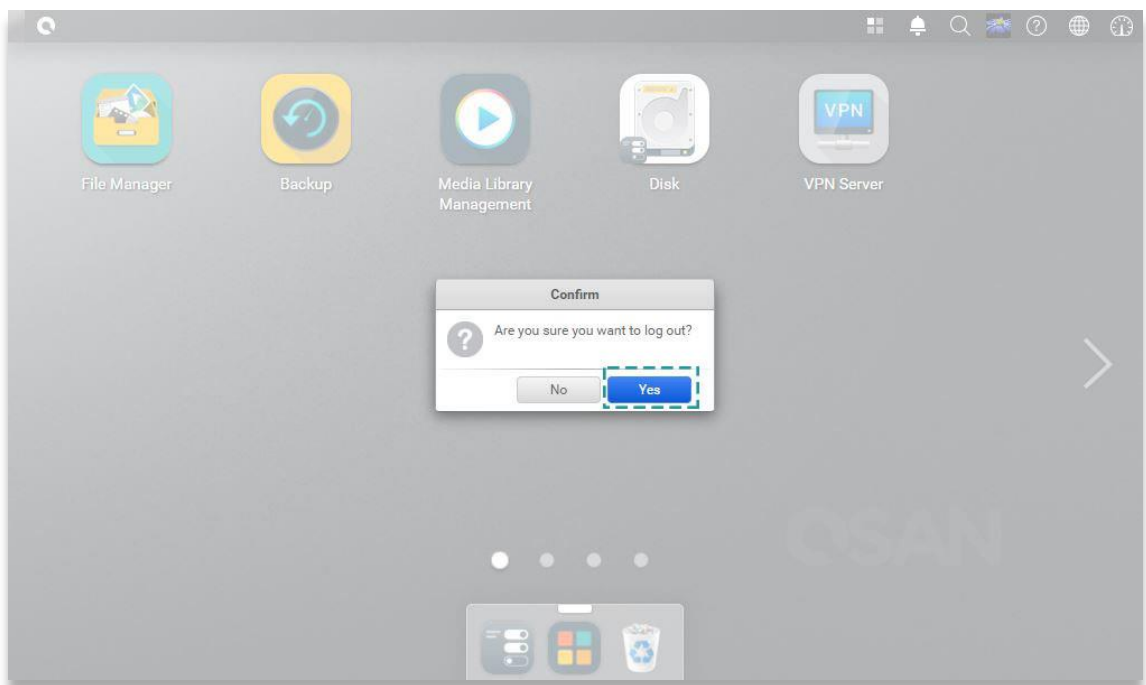 File Manager
Backup
Media Library
Management
Disk
VPN
VPN Server
Confirm
Are you sure you want to log out?
No
Yes
QSAN